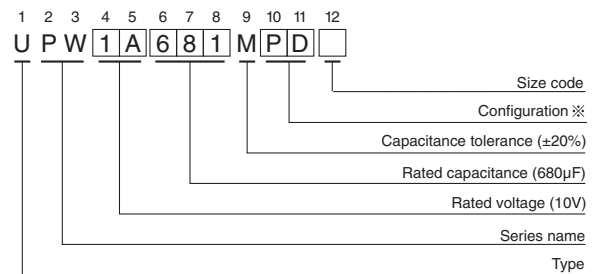 1 2 3 4 5 6 7 8 9 10 11 12
U P W 1 A 6 8 1 M P D
Size code
Configuration ※
Capacitance tolerance (±20%)
Rated capacitance (680µF)
Rated voltage (10V)
Series name
Type